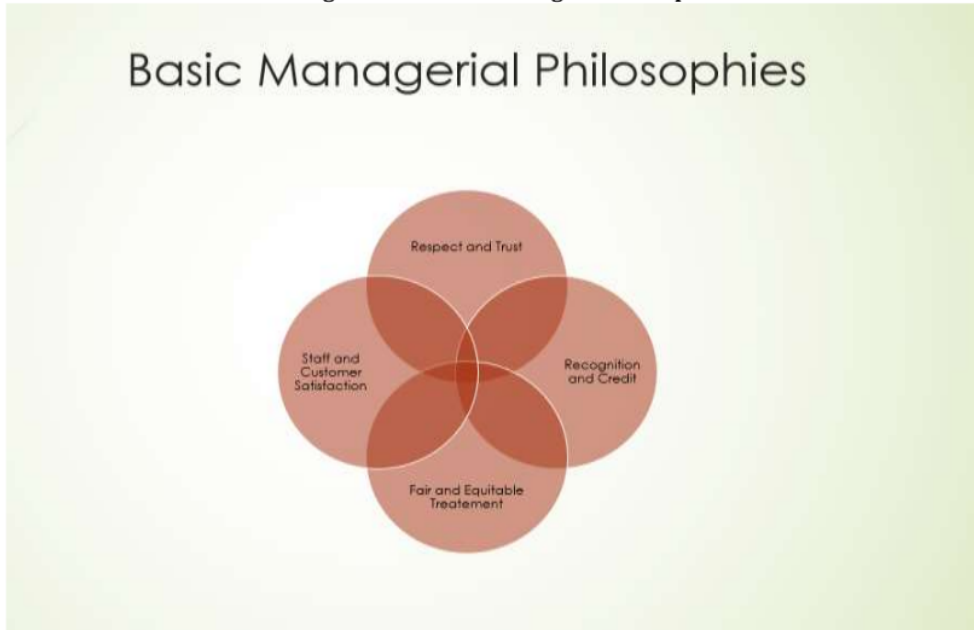 Basic Managerial Philosophies
Respect and Trust
Staff and
Customer
Satisfaction
Recognition
and Credit
Fair and Equitable
Treatement